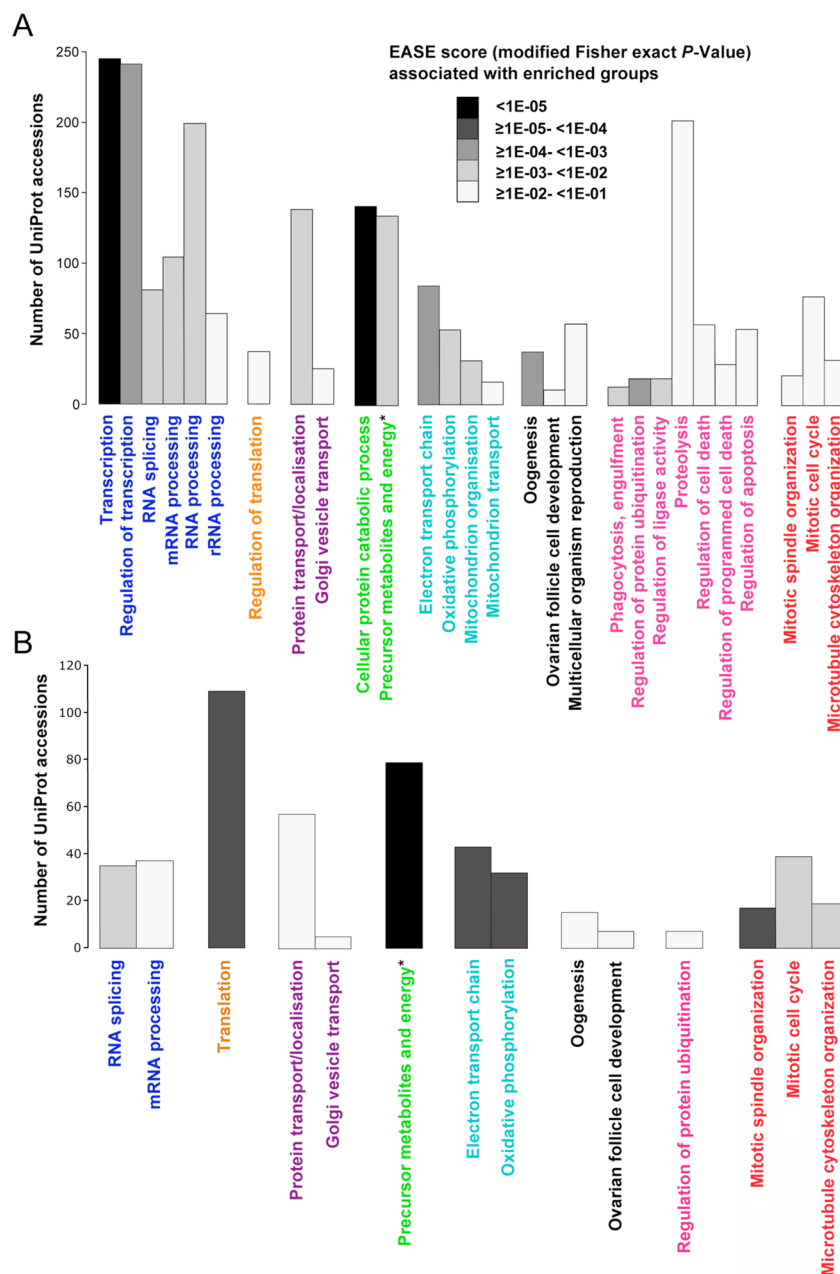 A
EASE score (modified Fisher exact P-Value)
associated with enriched groups
<1E-05
≥1E-05- <1E-04
≥1E-04- <1E-03
≥1E-03- <1E-02
≥1E-02- <1E-01
Number of UniProt accessions
250
200
150
100
50
0
Transcription
Regulation of transcription
RNA splicing
mRNA processing
RNA processing
rRNA processing
Regulation of translation
Protein transport/localisation
Golgi vesicle transport
Cellular protein catabolic process
Precursor metabolites and energy*
Electron transport chain
Oxidative phosphorylation
Mitochondrion organisation
Mitochondrion transport
Oogenesis
Ovarian follicle cell development
Multicellular organism reproduction
Phagocytosis, engulfment
Regulation of protein ubiquitination
Regulation of ligase activity
Proteolysis
Regulation of cell death
Regulation of programmed cell death
Regulation of apoptosis
Mitotic spindle organization
Mitotic cell cycle
Microtubule cytoskeleton organization
B
Number of UniProt accessions
120
100
80
60
40
20
0
RNA splicing
mRNA processing
Translation
Protein transport/localisation
Golgi vesicle transport
Precursor metabolites and energy*
Electron transport chain
Oxidative phosphorylation
Oogenesis
Ovarian follicle cell development
Regulation of protein ubiquitination
Mitotic spindle organization
Mitotic cell cycle
Microtubule cytoskeleton organization